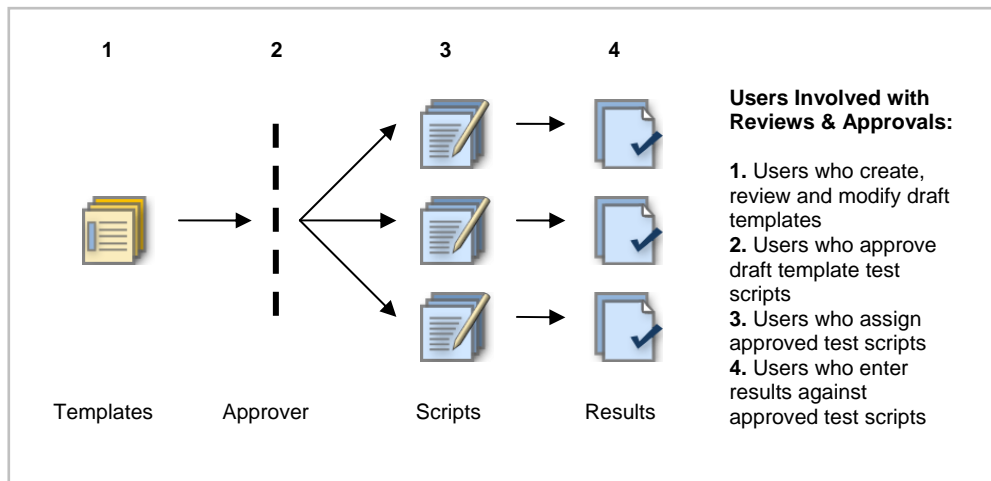 1 2 3 4
Users Involved with
Reviews & Approvals:
1. Users who create,
review and modify draft
templates
2. Users who approve
draft template test
scripts
3. Users who assign
approved test scripts
4. Users who enter
results against
approved test scripts
Templates Approver Scripts Results